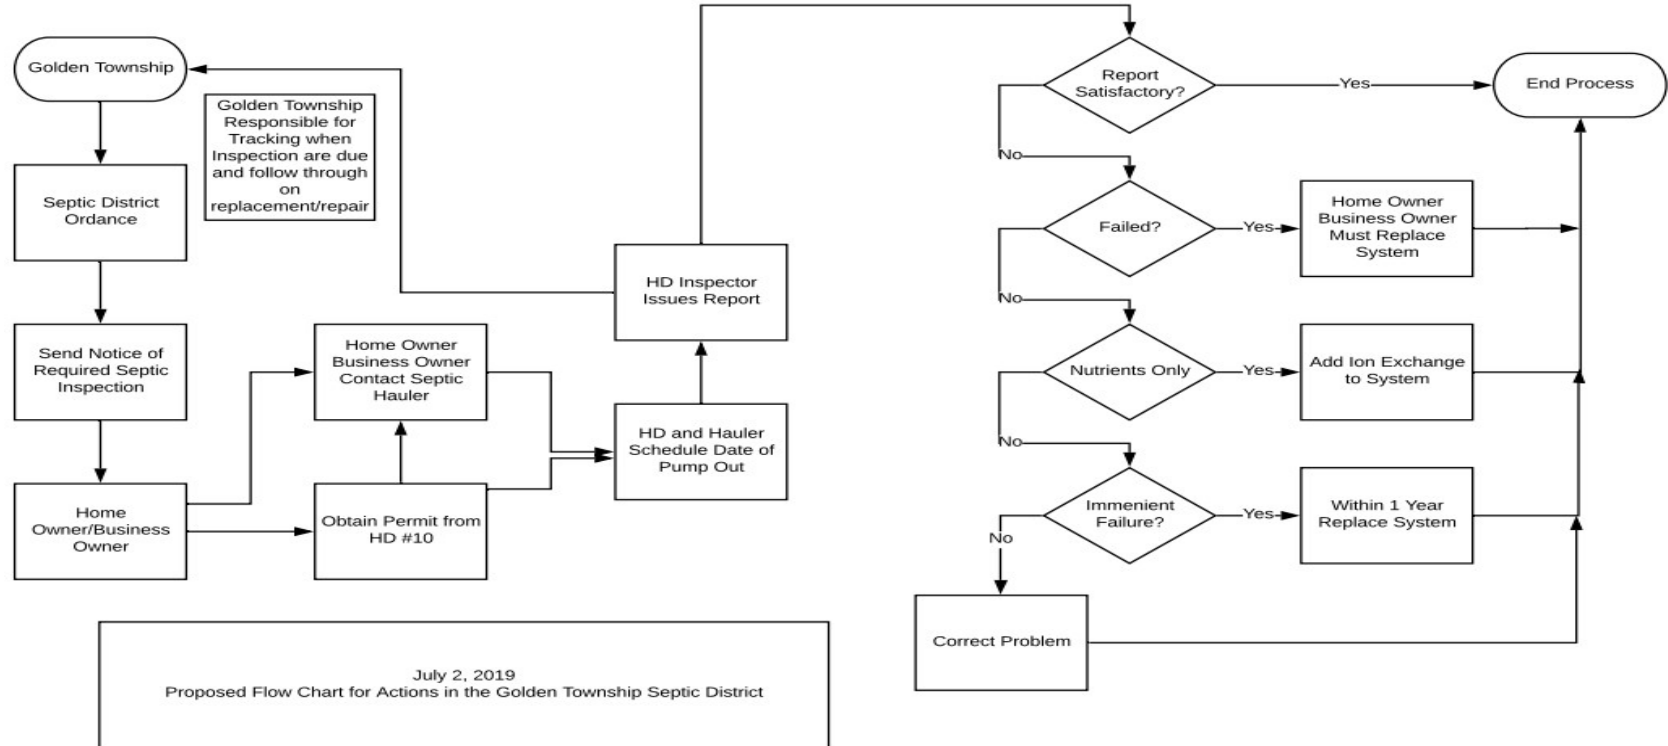 Golden Township
Golden Township
Responsible for
Tracking when
Inspection are due
and follow through
on
replacement/repair
Septic District
Ordance
Send Notice of
Required Septic
Inspection
Home
Owner/Business
Owner
Home Owner
Business Owner
Contact Septic
Hauler
Obtain Permit from
HD #10
HD Inspector
Issues Report
HD and Hauler
Schedule Date of
Pump Out
Report
Satisfactory?
Yes
End Process
No
Failed?
Yes
Home Owner
Business Owner
Must Replace
System
No
Nutrients Only
Yes
Add Ion Exchange
to System
No
Immenient
Failure?
Yes
Within 1 Year
Replace System
No
Correct Problem
July 2, 2019
Proposed Flow Chart for Actions in the Golden Township Septic District